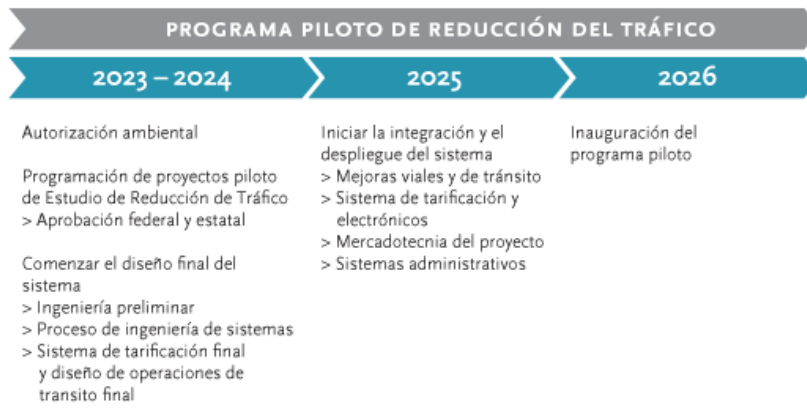 PROGRAMA PILOTO DE REDUCCIÓN DEL TRÁFICO
2023 – 2024
Autorización ambiental
Programación de proyectos piloto
de Estudio de Reducción de Tráfico
> Aprobación federal y estatal
Comenzar el diseño final del
sistema
> Ingeniería preliminar
> Proceso de ingeniería de sistemas
> Sistema de tarificación final
y diseño de operaciones de
transito final
2025
Iniciar la integración y el
despliegue del sistema
> Mejoras viales y de tránsito
> Sistema de tarificación y
electrónicos
> Mercadotecnia del proyecto
> Sistemas administrativos
2026
Inauguración del
programa piloto